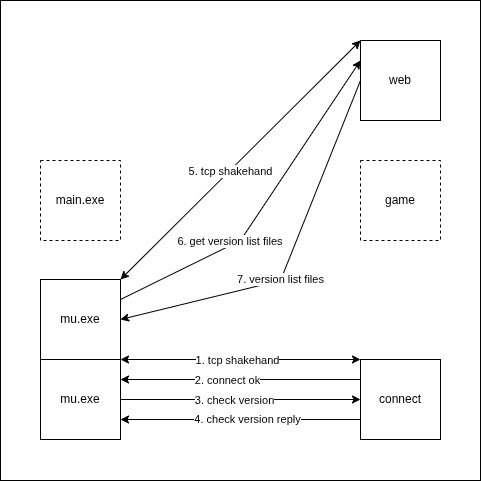 web
5. tcp shakehand
main.exe
game
6. get version list files
7. version list files
mu.exe
1. tcp shakehand
2. connect ok
mu.exe
3. check version
connect
4. check version reply